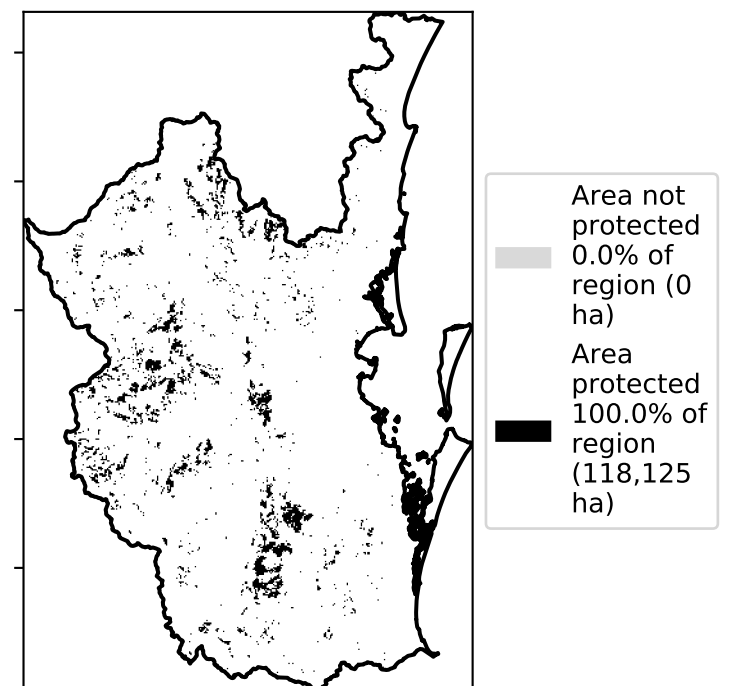 Area not
protected
0.0% of
region (0
ha)
Area
protected
100.0% of
region
(118,125
ha)